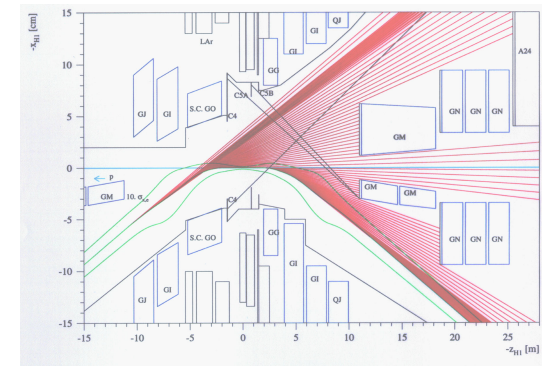 -x_H1 [cm]
15
10
5
0
-5
-10
-15
LAr
GJ
GI
S.C. GO
C4
C5A
C5B
GG
GI
GI
QJ
A24
GM
GN
GN
GN
← p
GM
10. σ
C4
S.C. GO
GJ
GI
GG
GI
GI
QJ
GM
GM
GN
GN
GN
-15
-10
-5
0
5
10
15
20
25
-z_H1 [m]